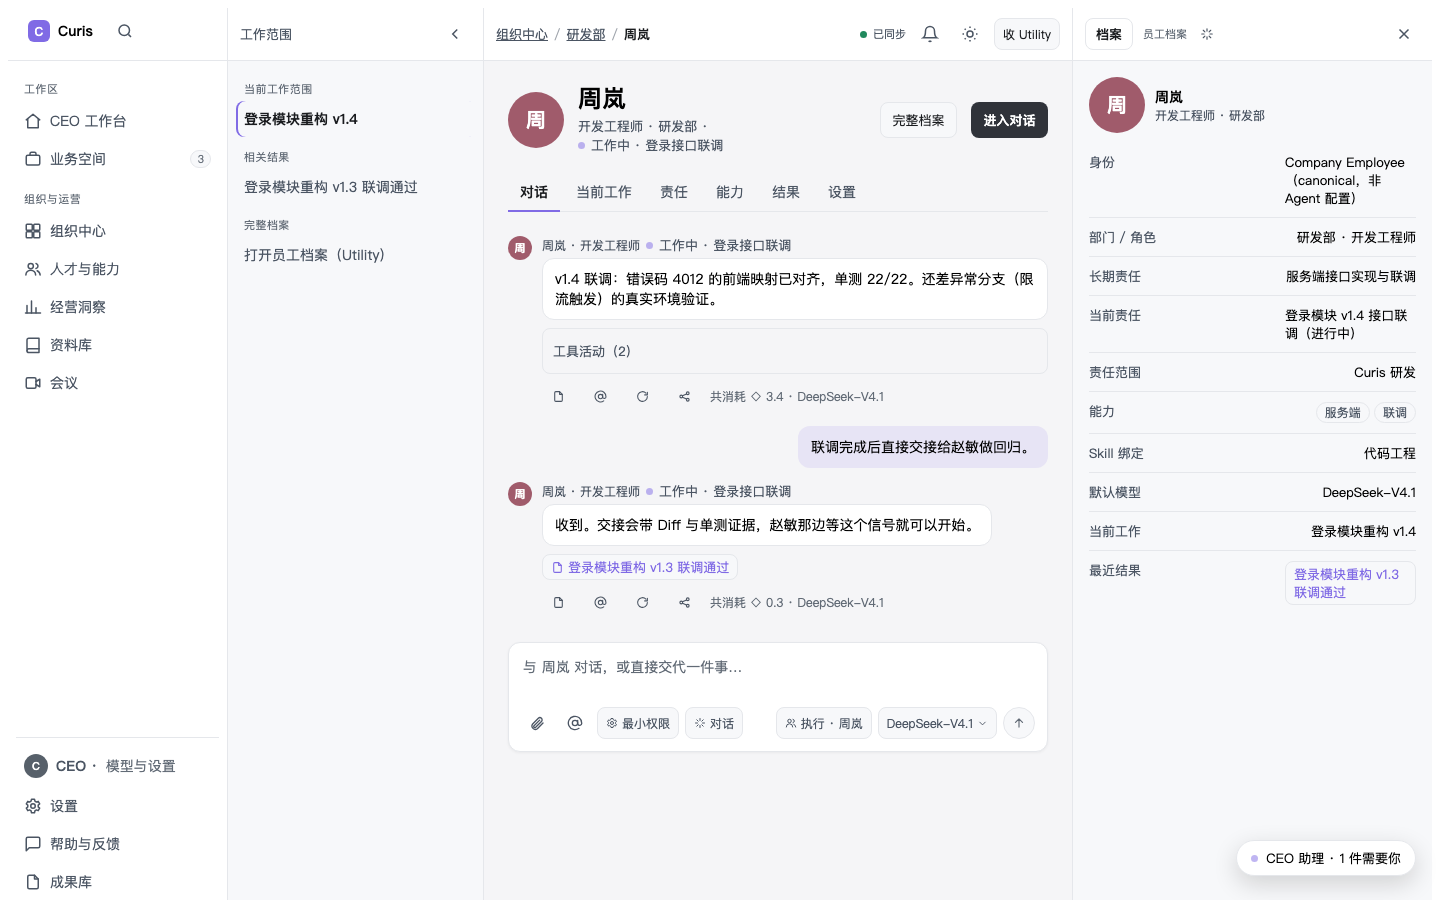 C Curis
工作区
CEO 工作台
业务空间 3
组织与运营
组织中心
人才与能力
经营洞察
资料库
会议
C CEO · 模型与设置
设置
帮助与反馈
成果库
工作范围
当前工作范围
登录模块重构 v1.4
相关结果
登录模块重构 v1.3 联调通过
完整档案
打开员工档案（Utility）
组织中心 / 研发部 / 周岚
已同步
收 Utility
周
周岚
开发工程师 · 研发部 ·
工作中 · 登录接口联调
完整档案
进入对话
对话 当前工作 责任 能力 结果 设置
周
周岚 · 开发工程师 工作中 · 登录接口联调
v1.4 联调：错误码 4012 的前端映射已对齐，单测 22/22。还差异常分支（限
流触发）的真实环境验证。
工具活动（2）
共消耗 ◇ 3.4 · DeepSeek-V4.1
联调完成后直接交接给赵敏做回归。
周
周岚 · 开发工程师 工作中 · 登录接口联调
收到。交接会带 Diff 与单测证据，赵敏那边等这个信号就可以开始。
登录模块重构 v1.3 联调通过
共消耗 ◇ 0.3 · DeepSeek-V4.1
与 周岚 对话，或直接交代一件事…
最小权限 对话 执行 · 周岚 DeepSeek-V4.1
档案 员工档案
周
周岚
开发工程师 · 研发部
身份
Company Employee
（canonical，非
Agent 配置）
部门 / 角色 研发部 · 开发工程师
长期责任 服务端接口实现与联调
当前责任
登录模块 v1.4 接口联
调（进行中）
责任范围 Curis 研发
能力 服务端 联调
Skill 绑定 代码工程
默认模型 DeepSeek-V4.1
当前工作 登录模块重构 v1.4
最近结果
登录模块重构 v1.3
联调通过
CEO 助理 · 1 件需要你